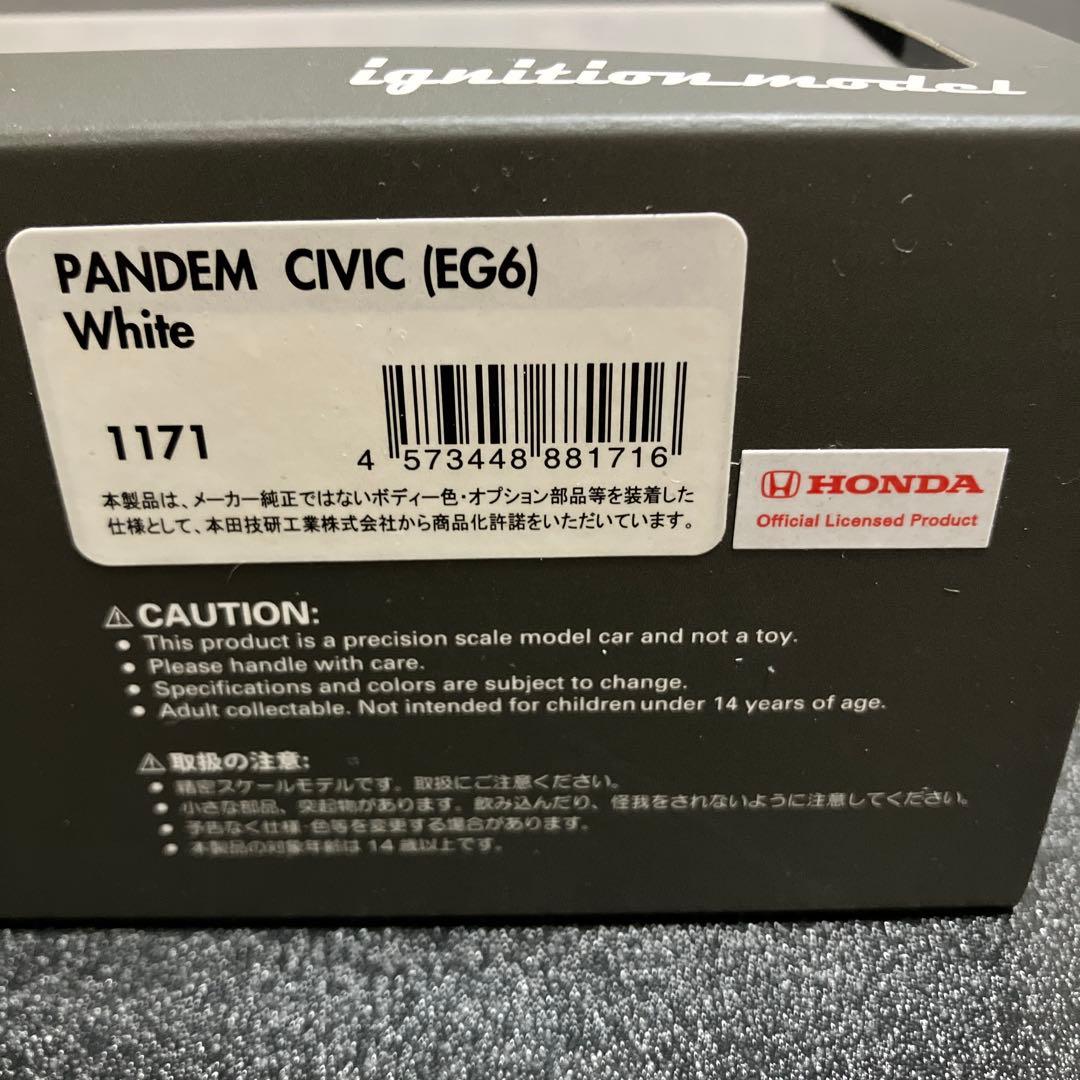 ignition model
PANDEM CIVIC (EG6)
White
1171
4 573448 881716
本製品は、メーカー純正ではないボディー色・オプション部品等を装着した
仕様として、本田技研工業株式会社から商品化許諾をいただいています。
HONDA
Official Licensed Product
⚠CAUTION:
● This product is a precision scale model car and not a toy.
● Please handle with care.
● Specifications and colors are subject to change.
● Adult collectable. Not intended for children under 14 years of age.
⚠取扱の注意:
● 精密スケールモデルです。取扱にご注意ください。
● 小さな部品、突起物があります。飲み込んだり、怪我をされないように注意してください。
● 予告なく仕様・色等を変更する場合があります。
● 本製品の対象年齢は 14 歳以上です。